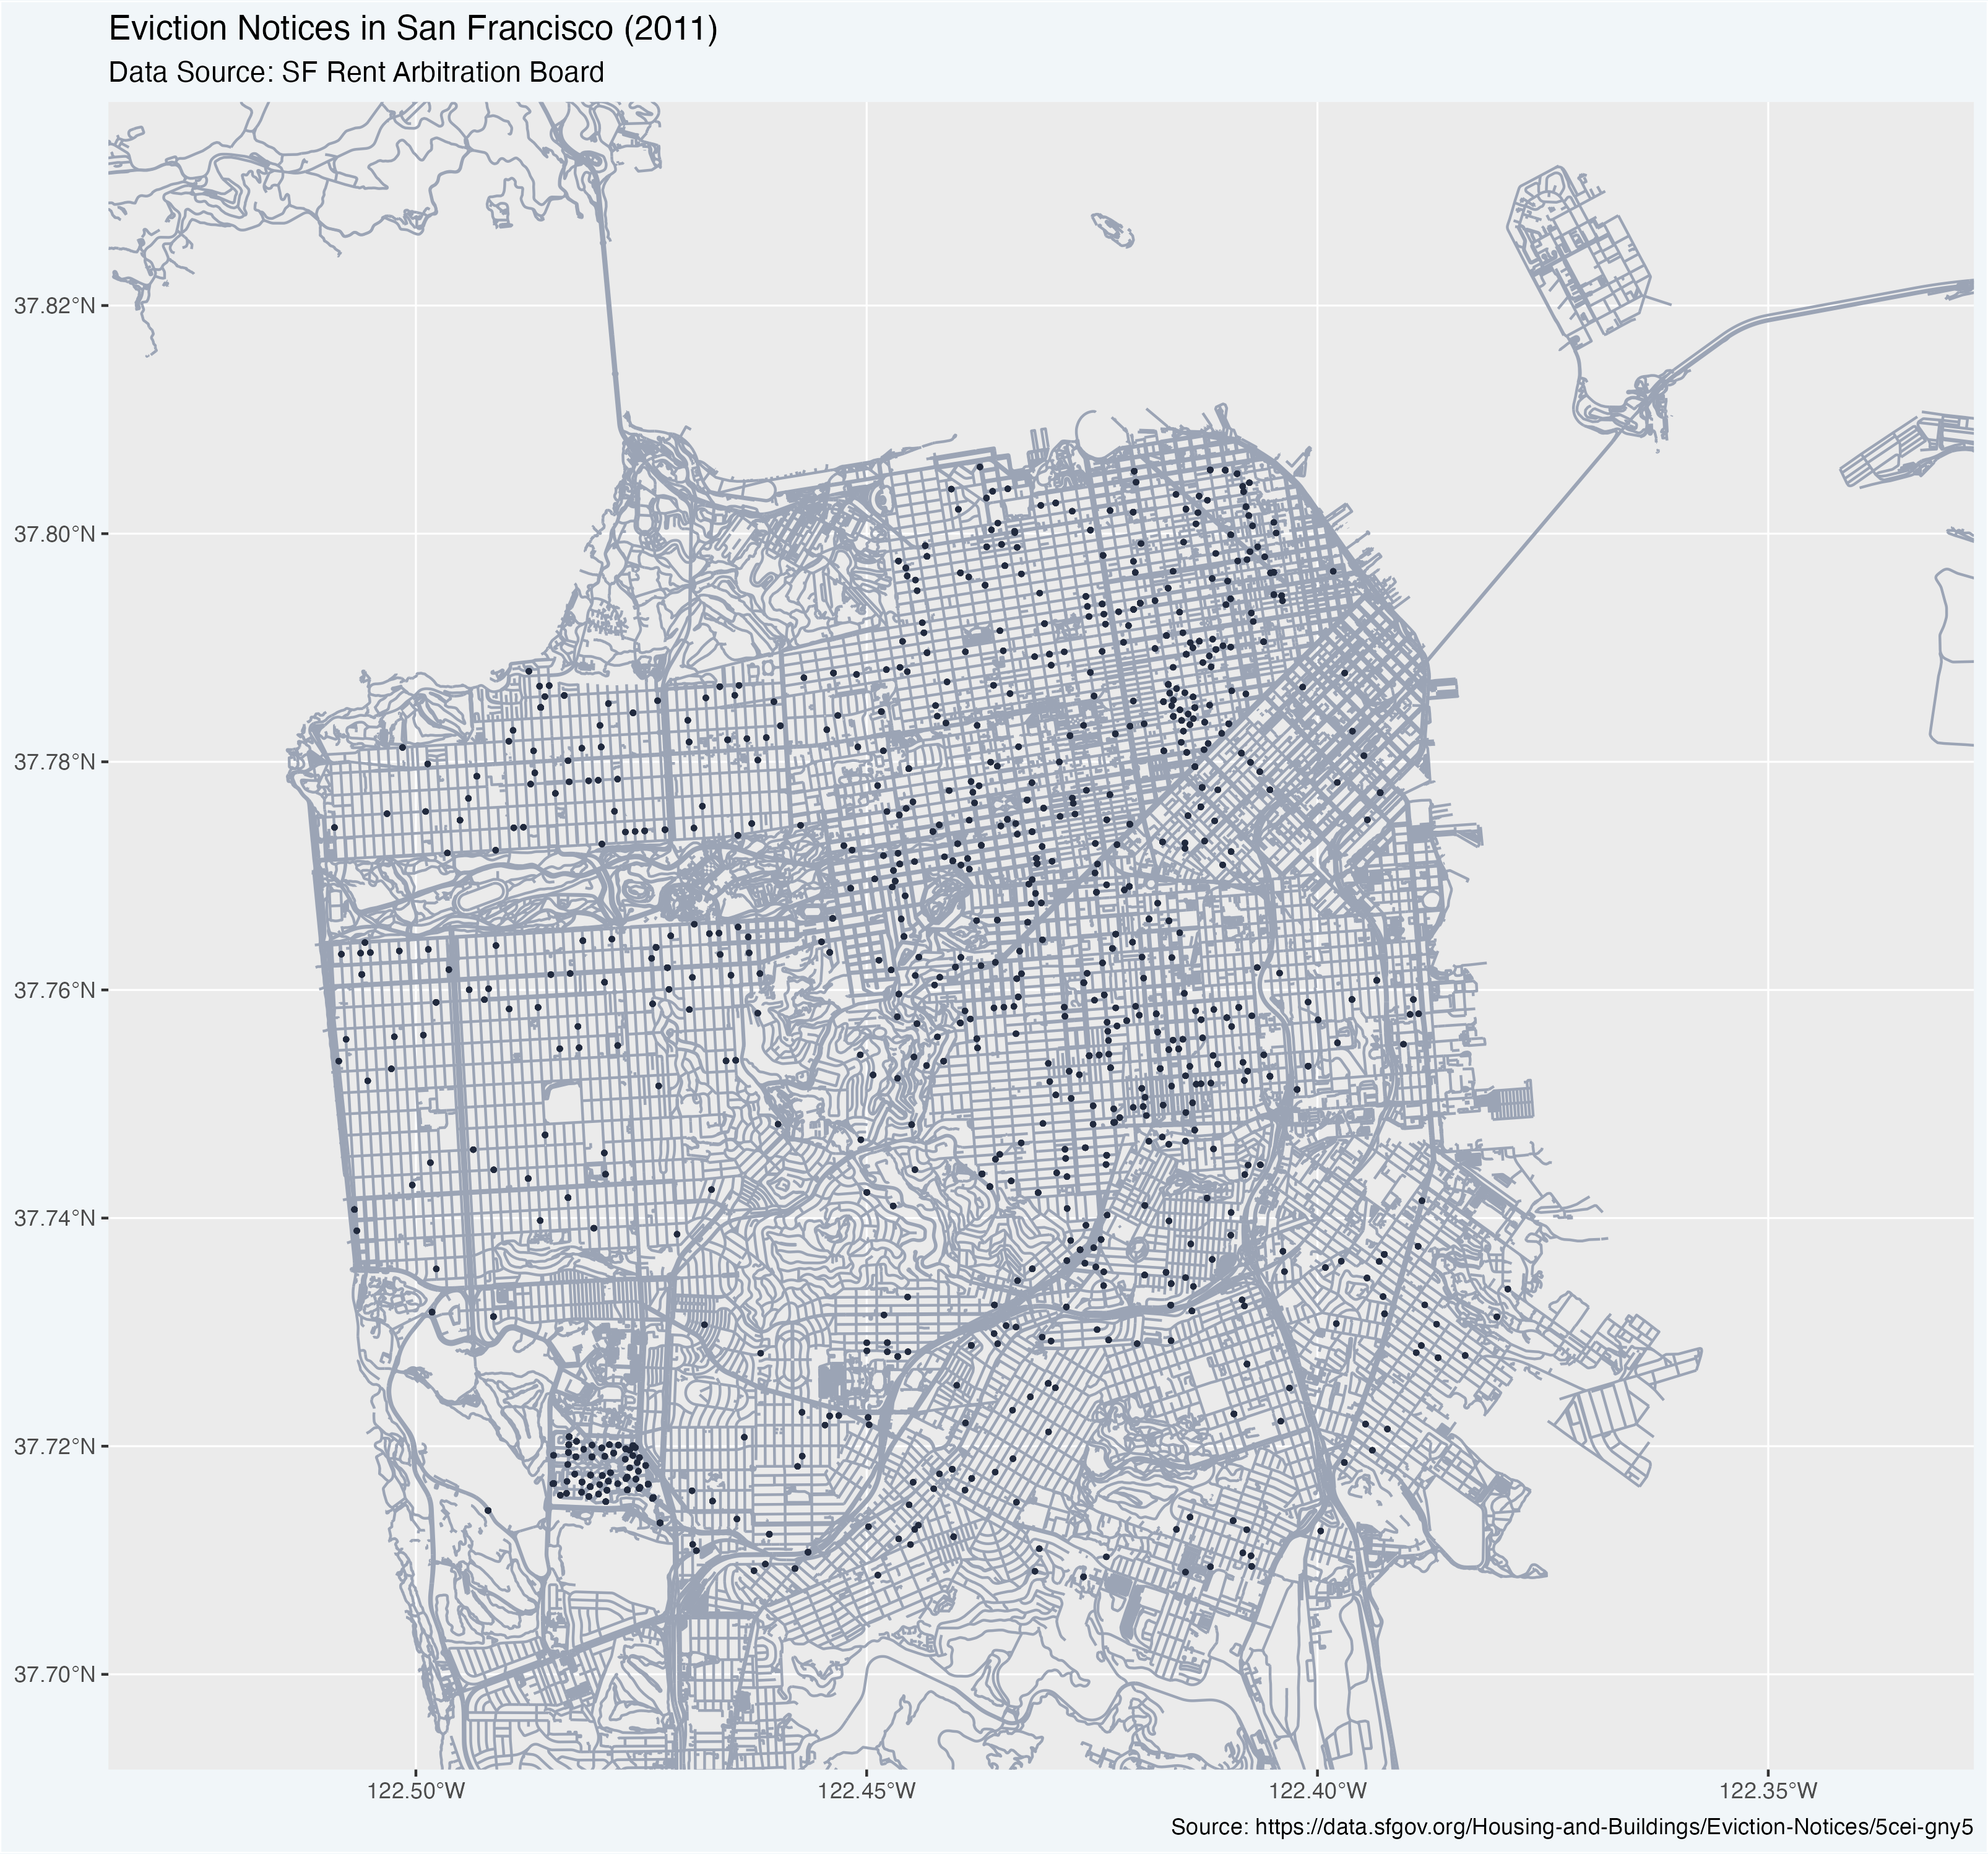 Eviction Notices in San Francisco (2011)
Data Source: SF Rent Arbitration Board
37.82°N
37.80°N
37.78°N
37.76°N
37.74°N
37.72°N
37.70°N
122.50°W
122.45°W
122.40°W
122.35°W
Source: https://data.sfgov.org/Housing-and-Buildings/Eviction-Notices/5cei-gny5